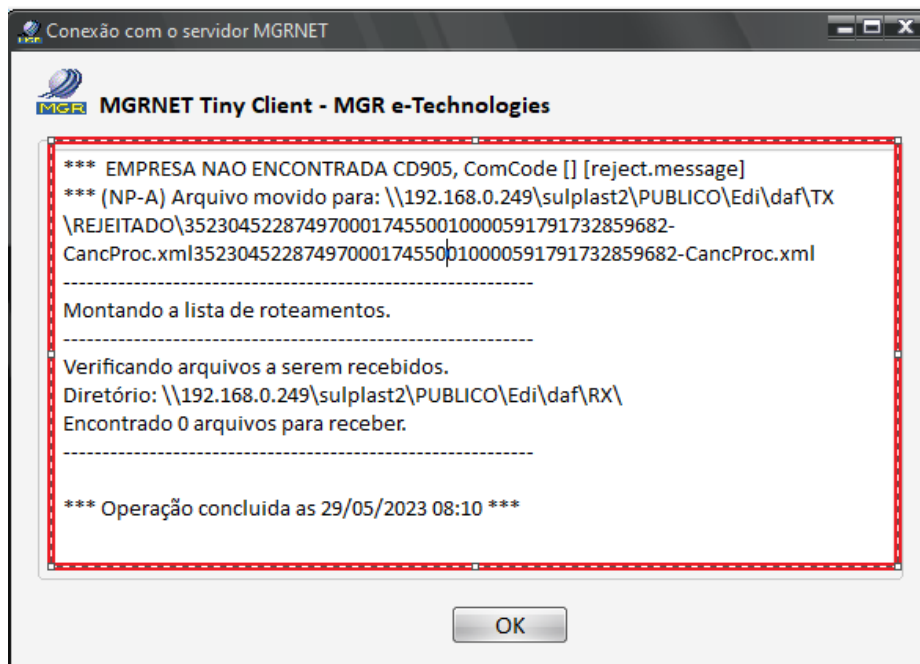 Conexão com o servidor MGRNET
MGR
MGRNET Tiny Client - MGR e-Technologies
*** EMPRESA NAO ENCONTRADA CD905, ComCode [] [reject.message]
*** (NP-A) Arquivo movido para: \\192.168.0.249\sulplast2\PUBLICO\Edi\daf\TX
\REJEITADO\35230452287497000174550010000591791732859682-
CancProc.xml35230452287497000174550010000591791732859682-CancProc.xml
------------------------------------------------------------
Montando a lista de roteamentos.
------------------------------------------------------------
Verificando arquivos a serem recebidos.
Diretório: \\192.168.0.249\sulplast2\PUBLICO\Edi\daf\RX\
Encontrado 0 arquivos para receber.
------------------------------------------------------------
*** Operação concluida as 29/05/2023 08:10 ***
OK